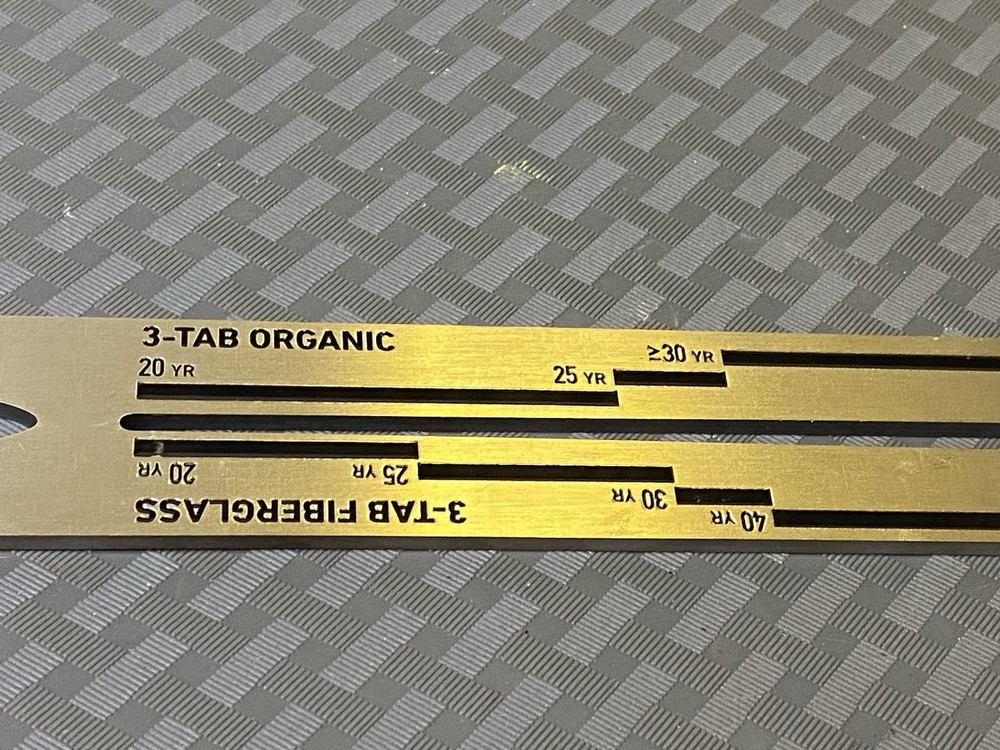 3-TAB ORGANIC
20 YR
25 YR
≥30 YR
20 YR
25 YR
30 YR
40 YR
3-TAB FIBERGLASS